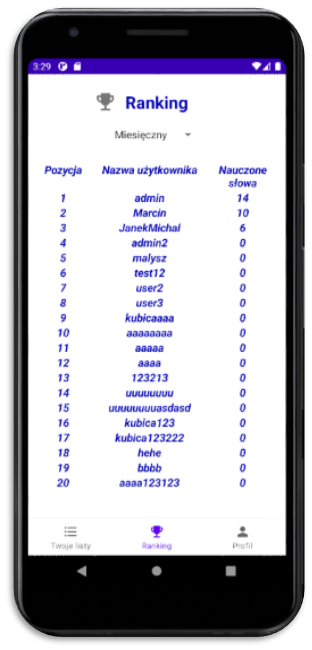 3:29
Ranking
Miesięczny
Pozycja Nazwa użytkownika Nauczone słowa
1 admin 14
2 Marcin 10
3 JanekMichal 6
4 admin2 0
5 malysz 0
6 test12 0
7 user2 0
8 user3 0
9 kubicaaaa 0
10 aaaaaaaa 0
11 aaaaa 0
12 aaaa 0
13 123213 0
14 uuuuuuuu 0
15 uuuuuuuuasdasd 0
16 kubica123 0
17 kubica123222 0
18 hehe 0
19 bbbb 0
20 aaaa123123 0
Twoje listy Ranking Profil